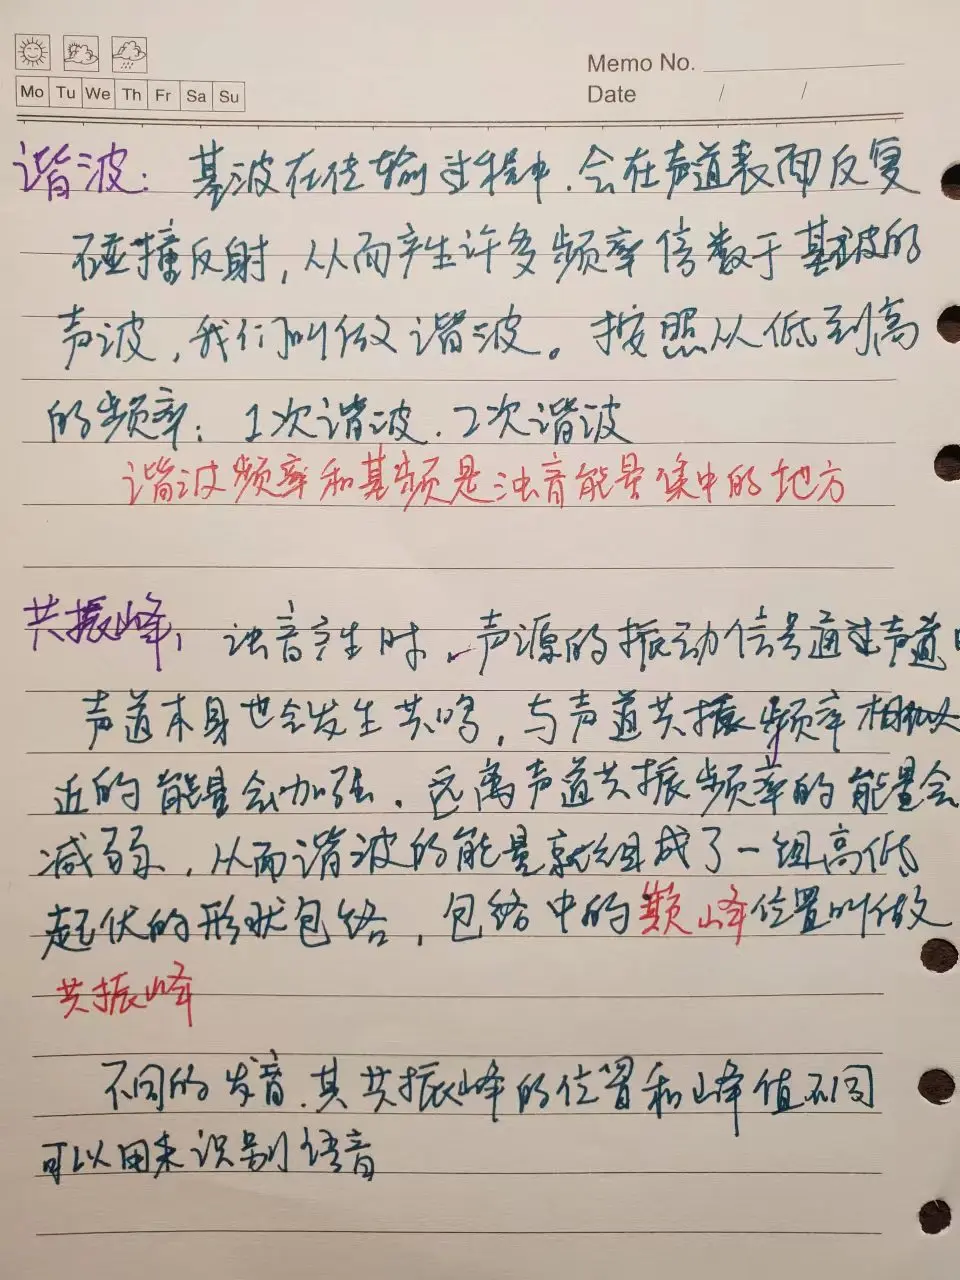 Memo No.
Date / /
Mo Tu We Th Fr Sa Su
谐波：基波在传输过程中，会在声道表面反复
碰撞反射，从而产生许多频率倍数于基波的
声波，我们叫做谐波。按照从低到高
的频率：1次谐波．2次谐波
谐波频率和基频是浊音能量集中的地方
共振峰：浊音产生时，声源的振动信号通过声道时
声道本身也会发生共鸣，与声道共振频率相似
近的能量会加强．远离声道共振频率的能量会
减弱，从而谐波的能量就组成了一组高低
起伏的形状包络，包络中的巅峰位置叫做
共振峰
不同的发音．其共振峰的位置和峰值不同
可以用来识别语音